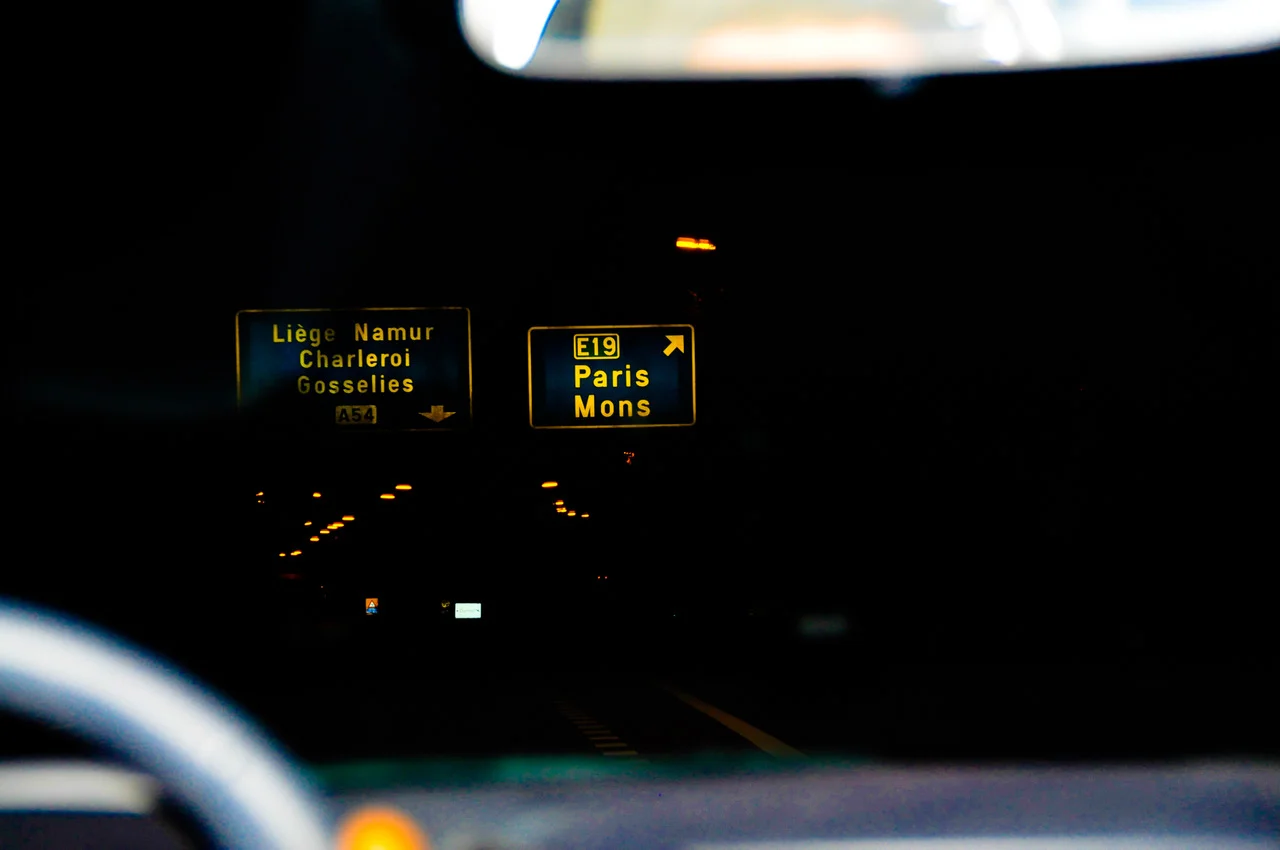 Liège Namur
Charleroi
Gosselies
A54
E19
Paris
Mons